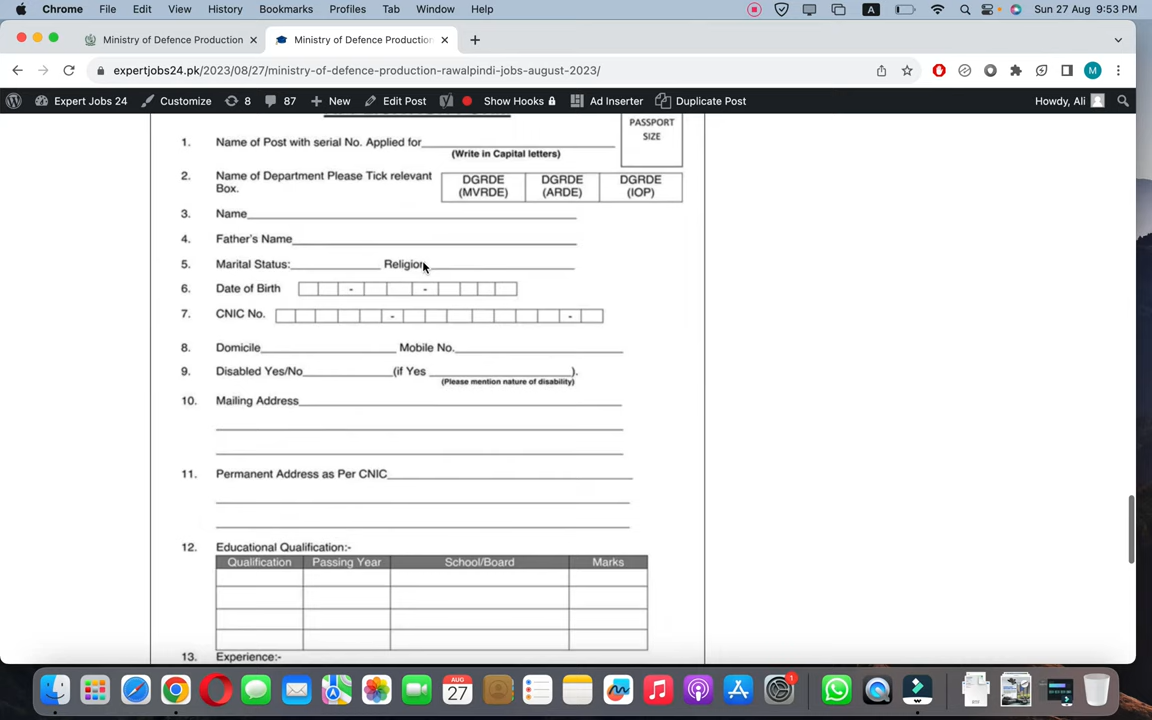 Chrome File Edit View History Bookmarks Profiles Tab Window Help A Sun 27 Aug 9:53 PM
Ministry of Defence Production Ministry of Defence Production
expertjobs24.pk/2023/08/27/ministry-of-defence-production-rawalpindi-jobs-august-2023/ M
Expert Jobs 24 Customize 8 87 New Edit Post Show Hooks Ad Inserter Duplicate Post Howdy, Ali
PASSPORT
SIZE
1. Name of Post with serial No. Applied for
(Write in Capital letters)
2. Name of Department Please Tick relevant
Box.
DGRDE
(MVRDE)
DGRDE
(ARDE)
DGRDE
(IOP)
3. Name
4. Father's Name
5. Marital Status: Religion
6. Date of Birth - -
7. CNIC No. - -
8. Domicile Mobile No.
9. Disabled Yes/No (if Yes ).
(Please mention nature of disability)
10. Mailing Address
11. Permanent Address as Per CNIC
12. Educational Qualification:-
Qualification Passing Year School/Board Marks
13. Experience:-
AUG
27
1